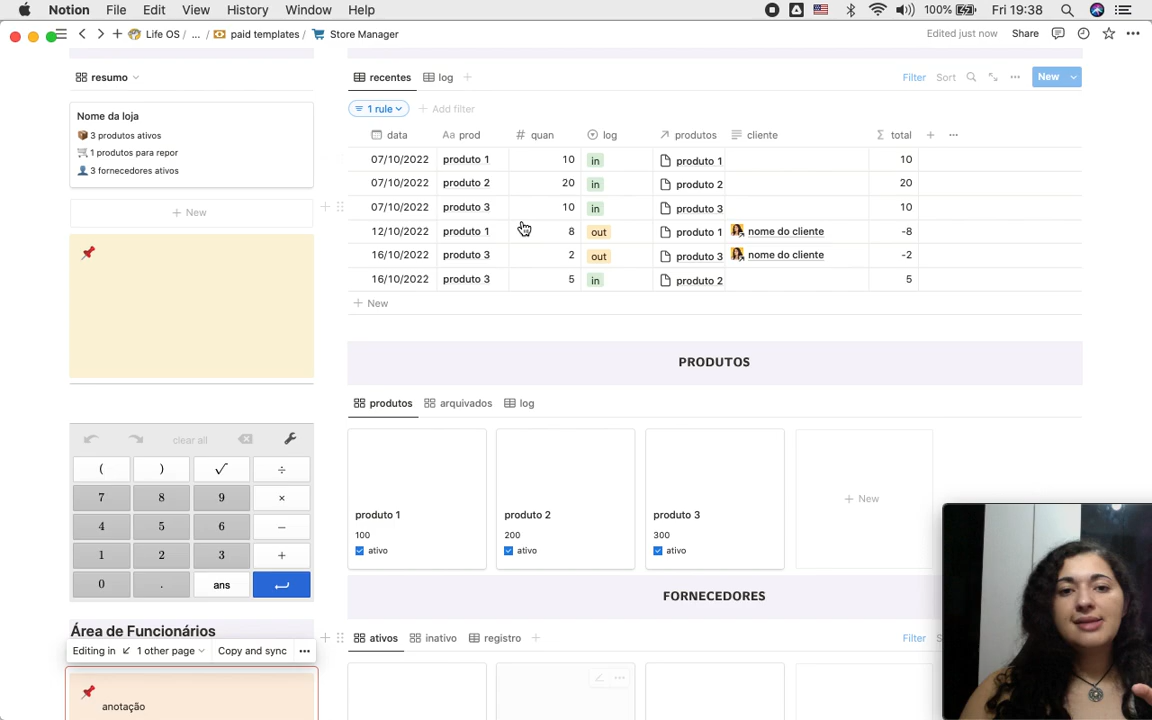 Notion File Edit View History Window Help 100% Fri 19:38
Life OS / ... / paid templates / Store Manager Edited just now Share
resumo
Nome da loja
3 produtos ativos
1 produtos para repor
3 fornecedores ativos
+ New
recentes log + Filter Sort New
1 rule + Add filter
data Aa prod # quan log produtos cliente Σ total +
07/10/2022 produto 1 10 in produto 1 10
07/10/2022 produto 2 20 in produto 2 20
07/10/2022 produto 3 10 in produto 3 10
12/10/2022 produto 1 8 out produto 1 nome do cliente -8
16/10/2022 produto 3 2 out produto 3 nome do cliente -2
16/10/2022 produto 3 5 in produto 2 5
+ New
PRODUTOS
produtos arquivados log
produto 1
100
ativo
produto 2
200
ativo
produto 3
300
ativo
+ New
clear all
( ) √ ÷
7 8 9 ×
4 5 6 −
1 2 3 +
0 . ans
FORNECEDORES
ativos inativo registro + Filter S
Área de Funcionários
Editing in 1 other page Copy and sync
anotação